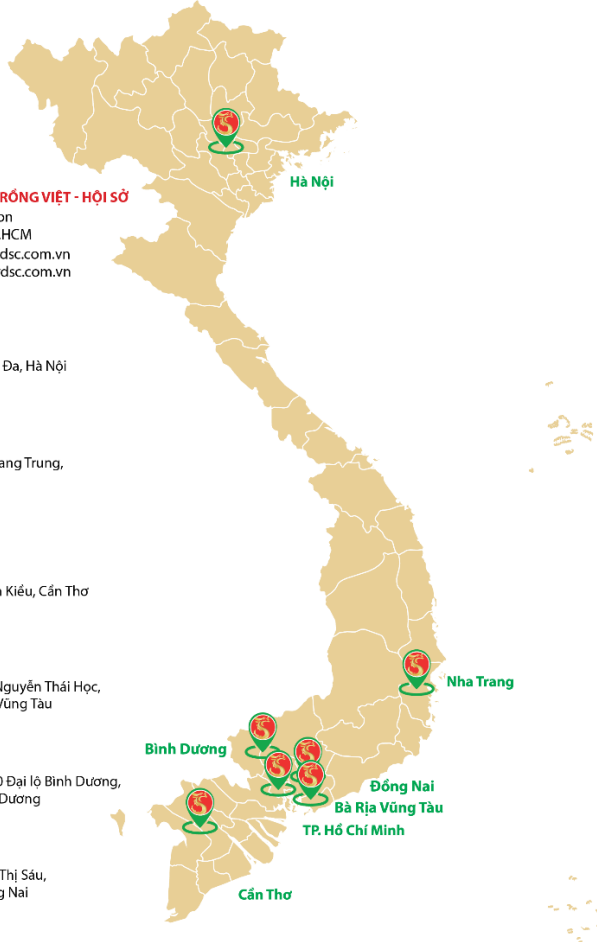 RỒNG VIỆT - HỘI SỞ
HCM
dsc.com.vn
dsc.com.vn
Đa, Hà Nội
ang Trung,
Kiều, Cần Thơ
Nguyễn Thái Học,
Vũng Tàu
0 Đại lộ Bình Dương,
Dương
Thị Sáu,
g Nai
Hà Nội
Nha Trang
Bình Dương
Đồng Nai
Bà Rịa Vũng Tàu
TP. Hồ Chí Minh
Cần Thơ